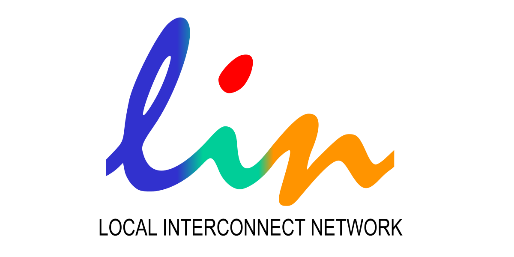 lin
LOCAL INTERCONNECT NETWORK